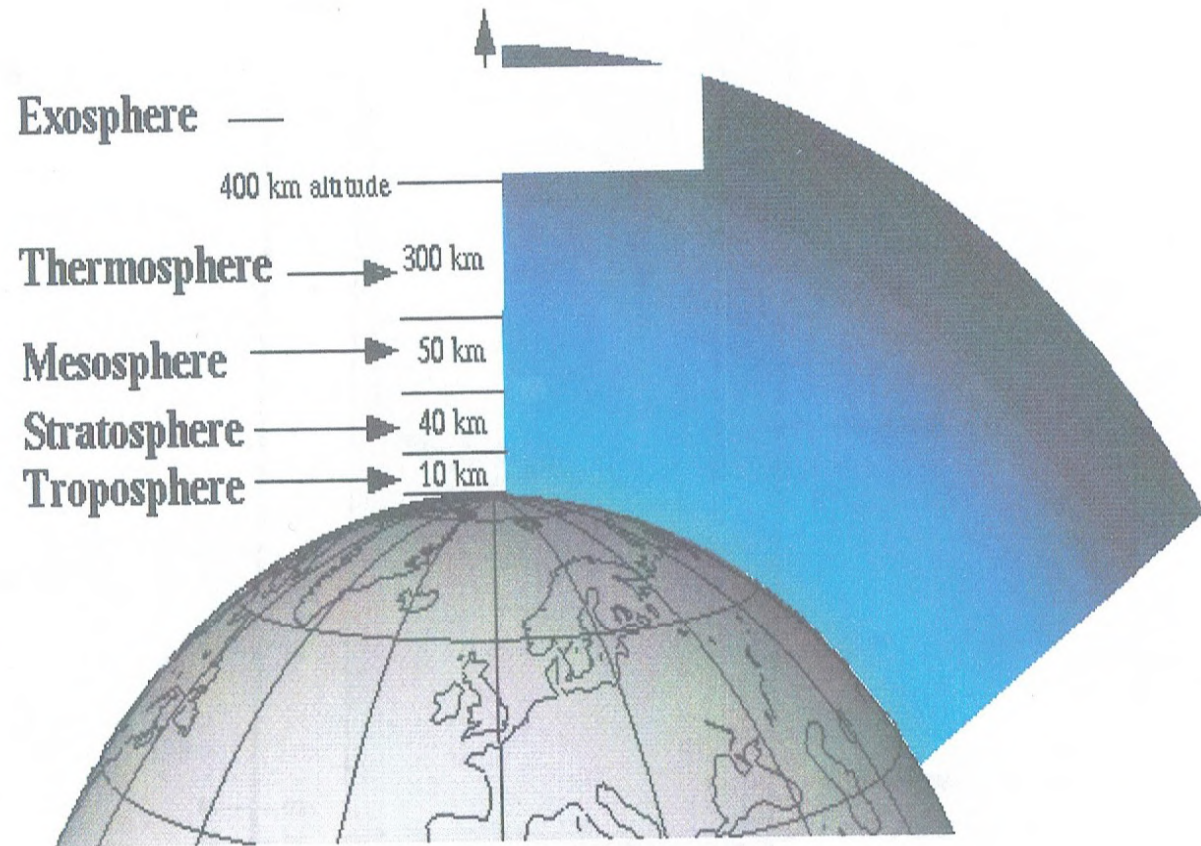 Exosphere
400 km altitude
Thermosphere 300 km
Mesosphere 50 km
Stratosphere 40 km
Troposphere 10 km